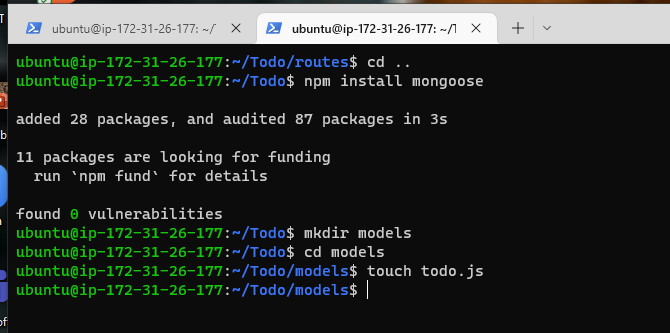 ubuntu@ip-172-31-26-177: ~/T
ubuntu@ip-172-31-26-177: ~/T
ubuntu@ip-172-31-26-177:~/Todo/routes$ cd ..
ubuntu@ip-172-31-26-177:~/Todo$ npm install mongoose
added 28 packages, and audited 87 packages in 3s
11 packages are looking for funding
run `npm fund` for details
found 0 vulnerabilities
ubuntu@ip-172-31-26-177:~/Todo$ mkdir models
ubuntu@ip-172-31-26-177:~/Todo$ cd models
ubuntu@ip-172-31-26-177:~/Todo/models$ touch todo.js
ubuntu@ip-172-31-26-177:~/Todo/models$